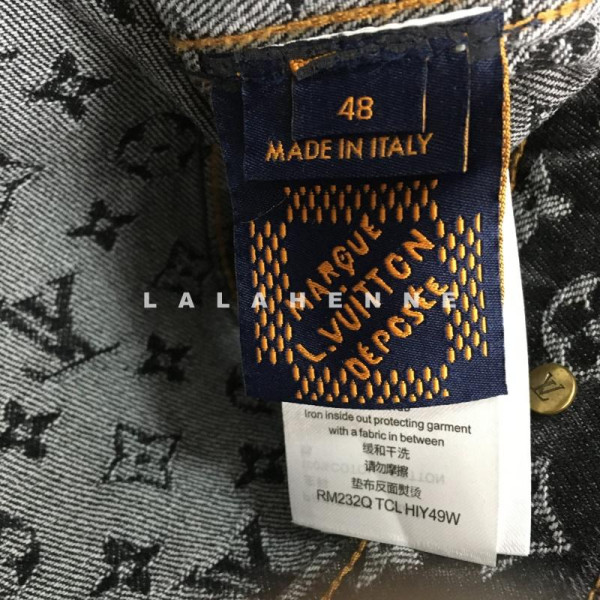 48
MADE IN ITALY
MARQUE
L.VUITTON
DÉPOSÉE
LALAHENNE
Iron inside out protecting garment
with a fabric in between
缓和干洗
请勿摩擦
垫布反面熨烫
RM232Q TCL HIY49W